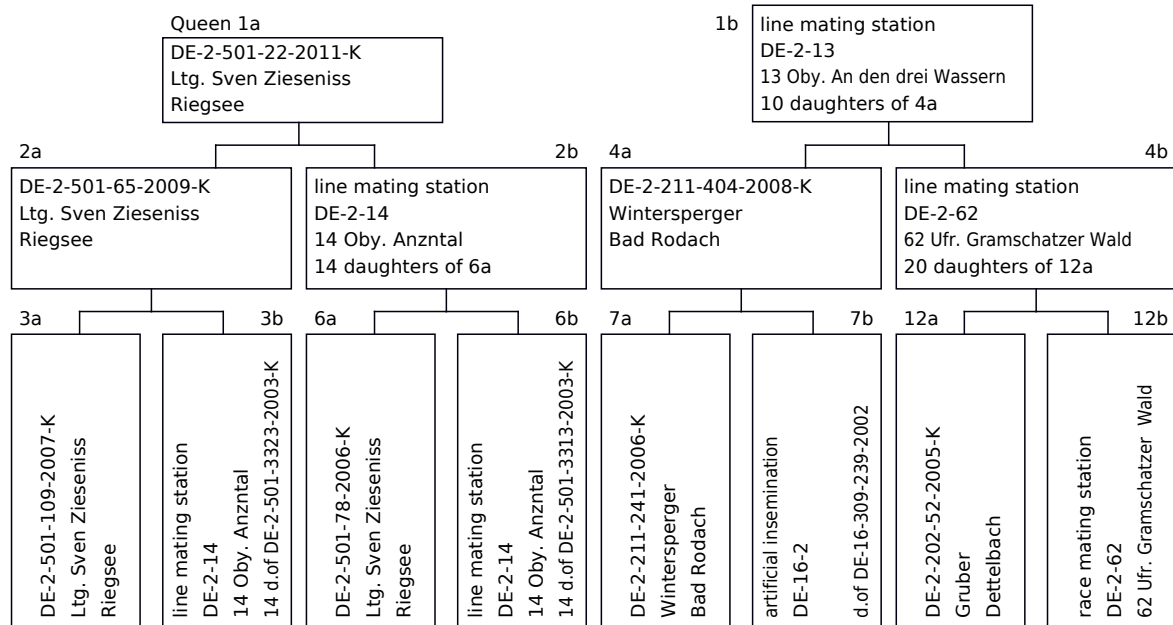 Queen 1a
DE-2-501-22-2011-K
Ltg. Sven Zieseniss
Riegsee
1b
line mating station
DE-2-13
13 Oby. An den drei Wassern
10 daughters of 4a
2a
DE-2-501-65-2009-K
Ltg. Sven Zieseniss
Riegsee
2b
line mating station
DE-2-14
14 Oby. Anzntal
14 daughters of 6a
4a
DE-2-211-404-2008-K
Wintersperger
Bad Rodach
4b
line mating station
DE-2-62
62 Ufr. Gramschatzer Wald
20 daughters of 12a
3a
DE-2-501-109-2007-K
Ltg. Sven Zieseniss
Riegsee
3b
line mating station
DE-2-14
14 Oby. Anzntal
14 d.of DE-2-501-3323-2003-K
6a
DE-2-501-78-2006-K
Ltg. Sven Zieseniss
Riegsee
6b
line mating station
DE-2-14
14 Oby. Anzntal
14 d.of DE-2-501-3313-2003-K
7a
DE-2-211-241-2006-K
Wintersperger
Bad Rodach
7b
artificial insemination
DE-16-2
d.of DE-16-309-239-2002
12a
DE-2-202-52-2005-K
Gruber
Dettelbach
12b
race mating station
DE-2-62
62 Ufr. Gramschatzer Wald